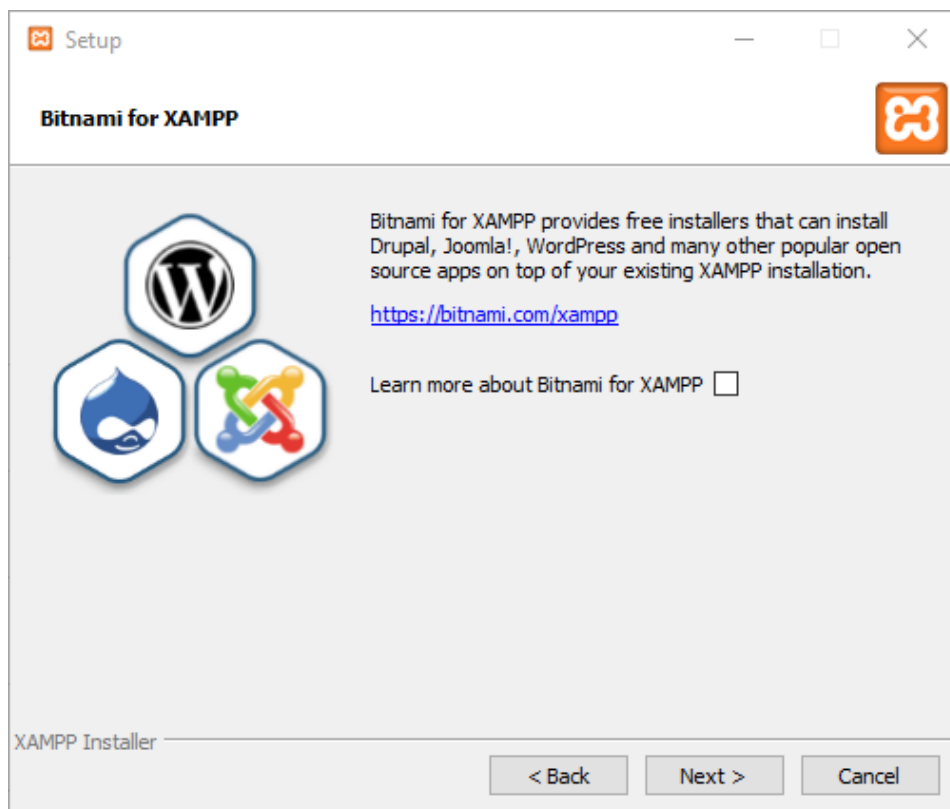 Setup
Bitnami for XAMPP
Bitnami for XAMPP provides free installers that can install
Drupal, Joomla!, WordPress and many other popular open
source apps on top of your existing XAMPP installation.
https://bitnami.com/xampp
Learn more about Bitnami for XAMPP
XAMPP Installer
< Back
Next >
Cancel